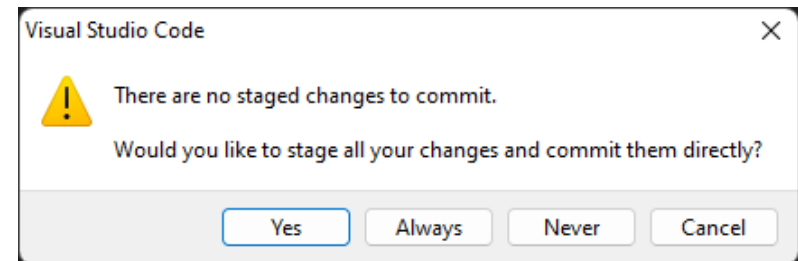 Visual Studio Code
There are no staged changes to commit.
Would you like to stage all your changes and commit them directly?
Yes
Always
Never
Cancel